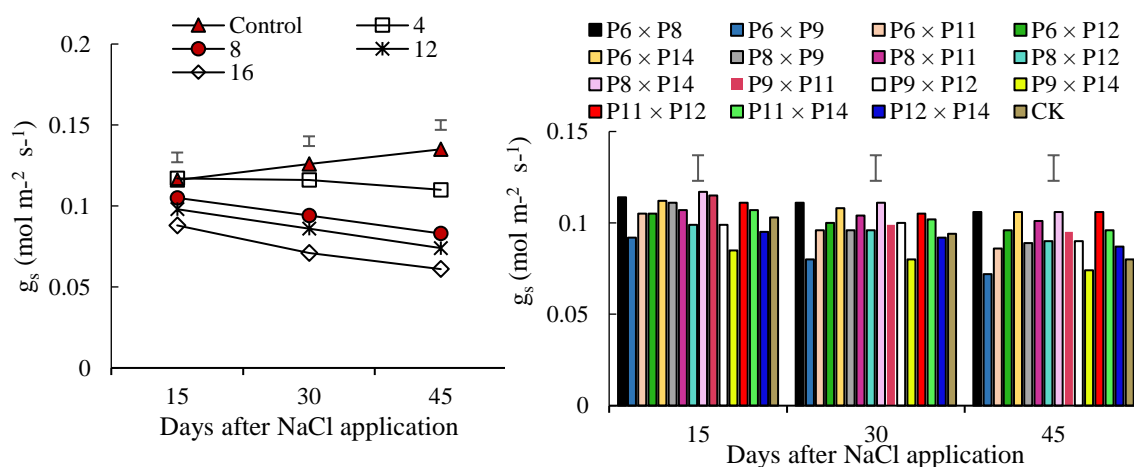 Control 4
8 12
16
0.2
0.15
0.1
0.05
0
gs (mol m-2 s-1)
15 30 45
Days after NaCl application
P6 × P8 P6 × P9 P6 × P11 P6 × P12
P6 × P14 P8 × P9 P8 × P11 P8 × P12
P8 × P14 P9 × P11 P9 × P12 P9 × P14
P11 × P12 P11 × P14 P12 × P14 CK
0.15
0.1
0.05
0
gs (mol m-2 s-1)
15 30 45
Days after NaCl application